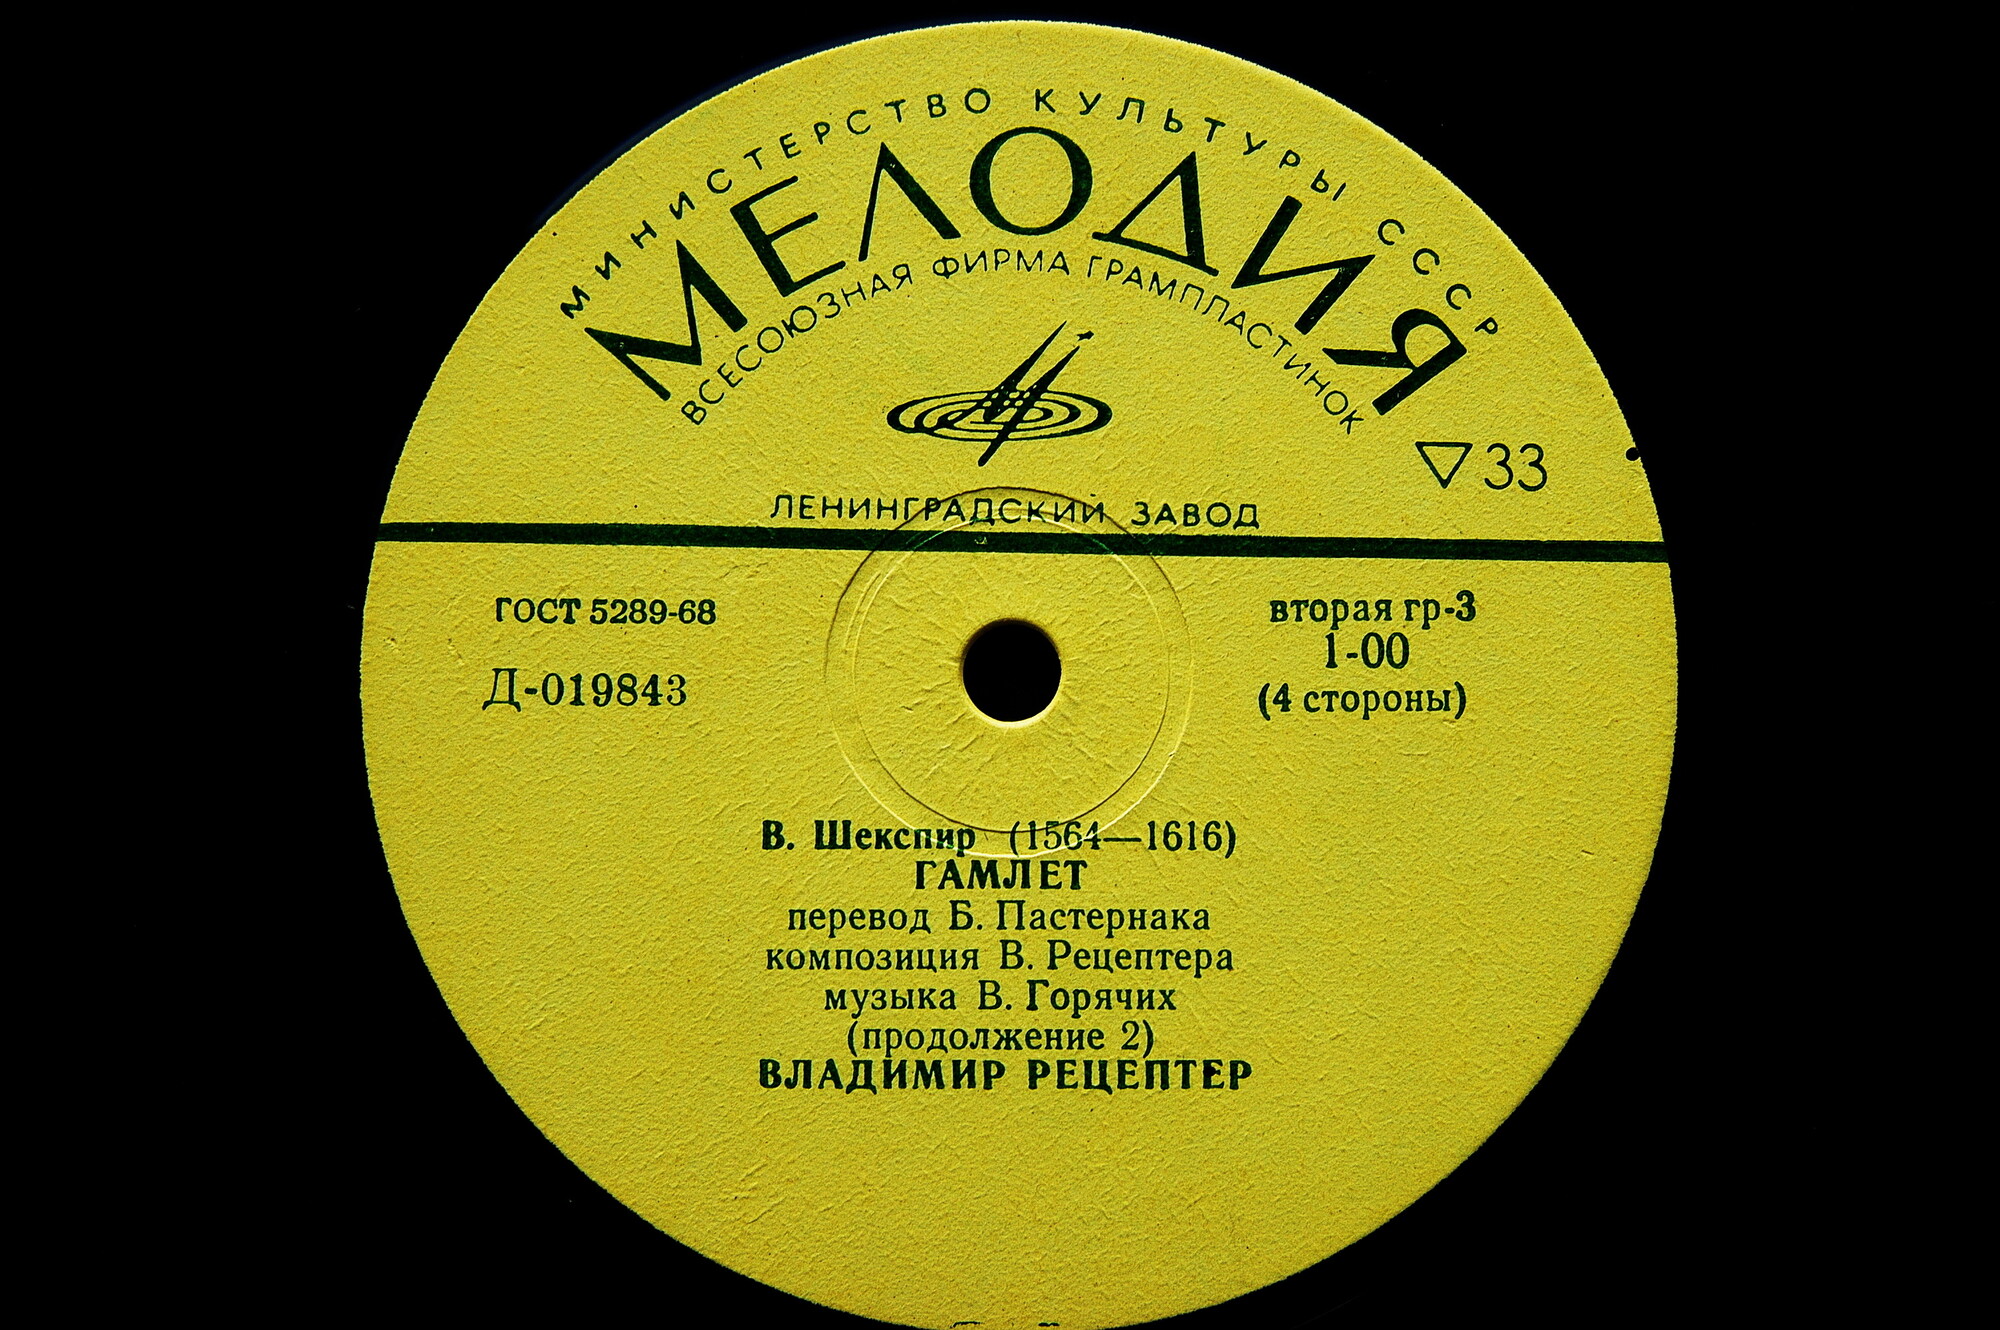 МИНИСТЕРСТВО КУЛЬТУРЫ СССР
МЕЛОДИЯ
ВСЕСОЮЗНАЯ ФИРМА ГРАМПЛАСТИНОК
33
ЛЕНИНГРАДСКИЙ ЗАВОД
ГОСТ 5289-68
Д-019843
вторая гр-3
1-00
(4 стороны)
В. Шекспир (1564—1616)
ГАМЛЕТ
перевод Б. Пастернака
композиция В. Рецептера
музыка В. Горячих
(продолжение 2)
ВЛАДИМИР РЕЦЕПТЕР